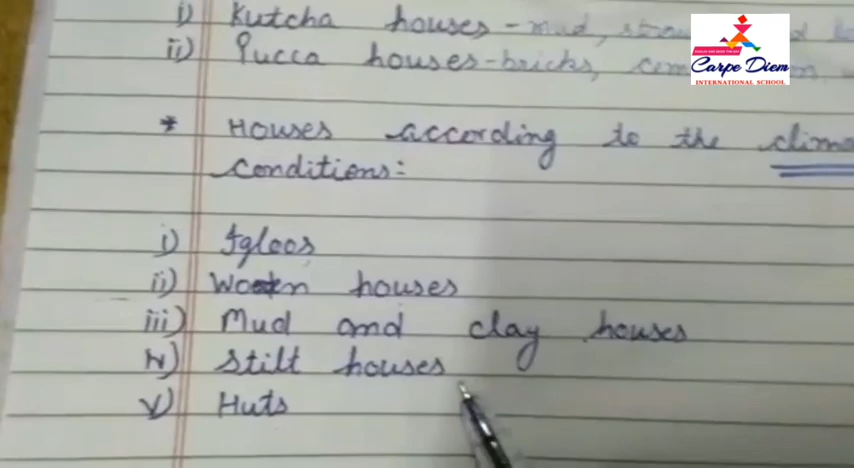 i) Kutcha houses - mud,
ii) Pucca houses - bricks,
Carpe Diem
INTERNATIONAL SCHOOL
* Houses according to the
conditions:
i) Igloos
ii) houses
iii) Mud and clay houses
iv) Stilt houses
v) Huts